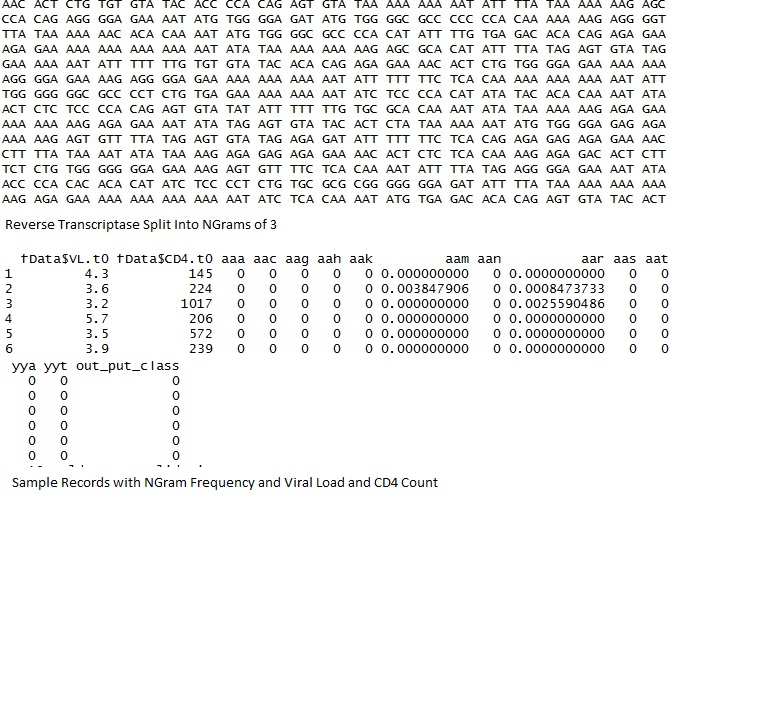 AAC ACT CTG TGT GTA TAC ACC CCA CAG AGT GTA TAA AAA AAA AAT ATT TTA TAA AAA AAG AGC
CCA CAG AGG GGA GAA AAT ATG TGG GGA GAT ATG TGG GGC GCC CCC CCA CAA AAA AAG AGG GGT
TTA TAA AAA AAC ACA CAA AAT ATG TGG GGC GCC CCA CAT ATT TTG TGA GAC ACA CAG AGA GAA
AGA GAA AAA AAA AAA AAA AAT ATA TAA AAA AAA AAG AGC GCA CAT ATT TTA TAG AGT GTA TAG
GAA AAA AAT ATT TTT TTG TGT GTA TAC ACA CAG AGA GAA AAC ACT CTG TGG GGA GAA AAA AAA
AGG GGA GAA AAG AGG GGA GAA AAA AAA AAA AAT ATT TTT TTC TCA CAA AAA AAA AAA AAT ATT
TGG GGG GGC GCC CCT CTG TGA GAA AAA AAA AAT ATC TCC CCA CAT ATA TAC ACA CAA AAT ATA
ACT CTC TCC CCA CAG AGT GTA TAT ATT TTT TTG TGC GCA CAA AAT ATA TAA AAA AAG AGA GAA
AAA AAA AAG AGA GAA AAT ATA TAG AGT GTA TAC ACT CTA TAA AAA AAT ATG TGG GGA GAG AGA
AAA AAG AGT GTT TTA TAG AGT GTA TAG AGA GAT ATT TTT TTC TCA CAG AGA GAG AGA GAA AAC
CTT TTA TAA AAT ATA TAA AAG AGA GAG AGA GAA AAC ACT CTC TCA CAA AAG AGA GAC ACT CTT
TCT CTG TGG GGG GGA GAA AAG AGT GTT TTC TCA CAA AAT ATT TTA TAG AGG GGA GAA AAT ATA
ACC CCA CAC ACA CAT ATC TCC CCT CTG TGC GCG CGG GGG GGA GAT ATT TTA TAA AAA AAA AAA
AAG AGA GAA AAA AAA AAA AAA AAT ATC TCA CAA AAT ATG TGA GAC ACA CAG AGT GTA TAC ACT
Reverse Transcriptase Split Into NGrams of 3
fData$VL.t0 fData$CD4.t0 aaa aac aag aah aak aam aan aar aas aat
1 4.3 145 0 0 0 0 0 0.000000000 0 0.0000000000 0 0
2 3.6 224 0 0 0 0 0 0.003847906 0 0.0008473733 0 0
3 3.2 1017 0 0 0 0 0 0.000000000 0 0.0025590486 0 0
4 5.7 206 0 0 0 0 0 0.000000000 0 0.0000000000 0 0
5 3.5 572 0 0 0 0 0 0.000000000 0 0.0000000000 0 0
6 3.9 239 0 0 0 0 0 0.000000000 0 0.0000000000 0 0
yya yyt out_put_class
0 0 0
0 0 0
0 0 0
0 0 0
0 0 0
0 0 0
Sample Records with NGram Frequency and Viral Load and CD4 Count